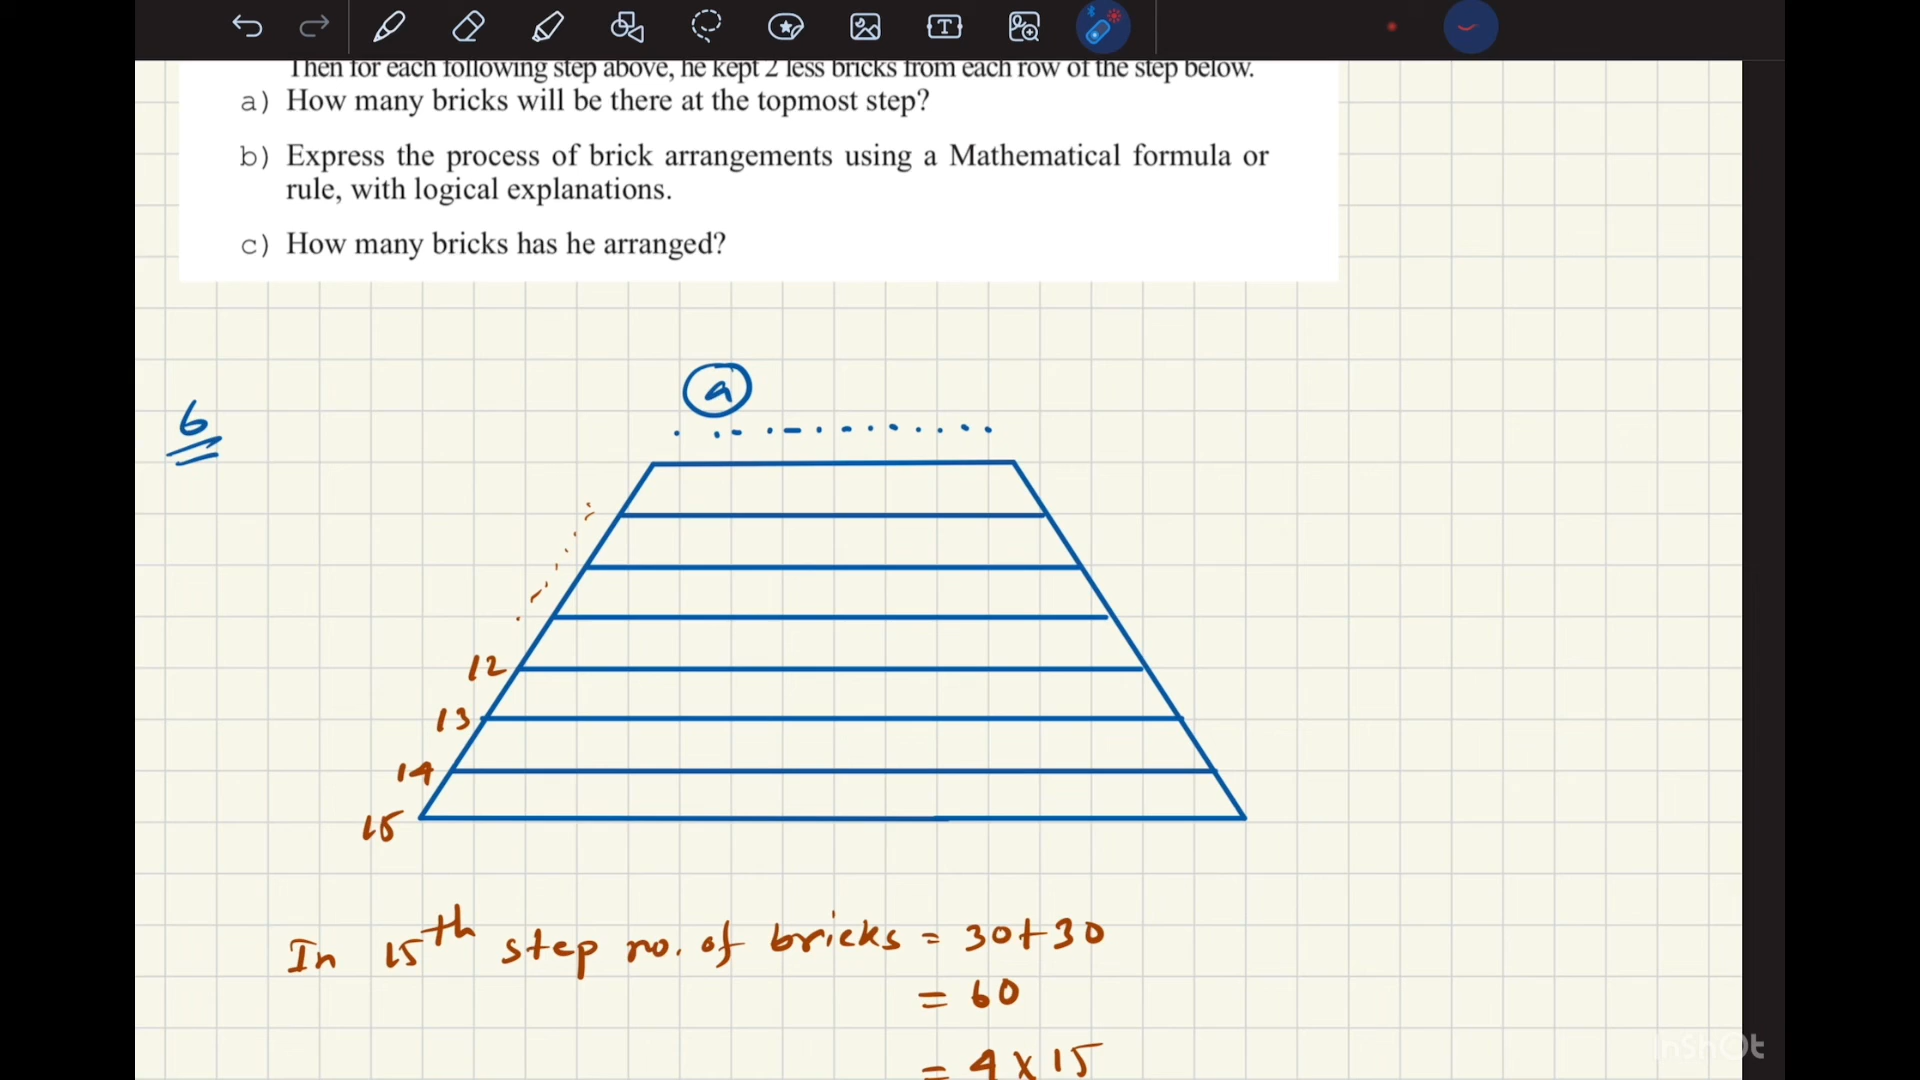 Then for each following step above, he kept 2 less bricks from each row of the step below.
a) How many bricks will be there at the topmost step?
b) Express the process of brick arrangements using a Mathematical formula or
rule, with logical explanations.
c) How many bricks has he arranged?
a
6
12
13
14
15
In 15th step no. of bricks = 30+30
= 60
= 4 x 15
InShOt